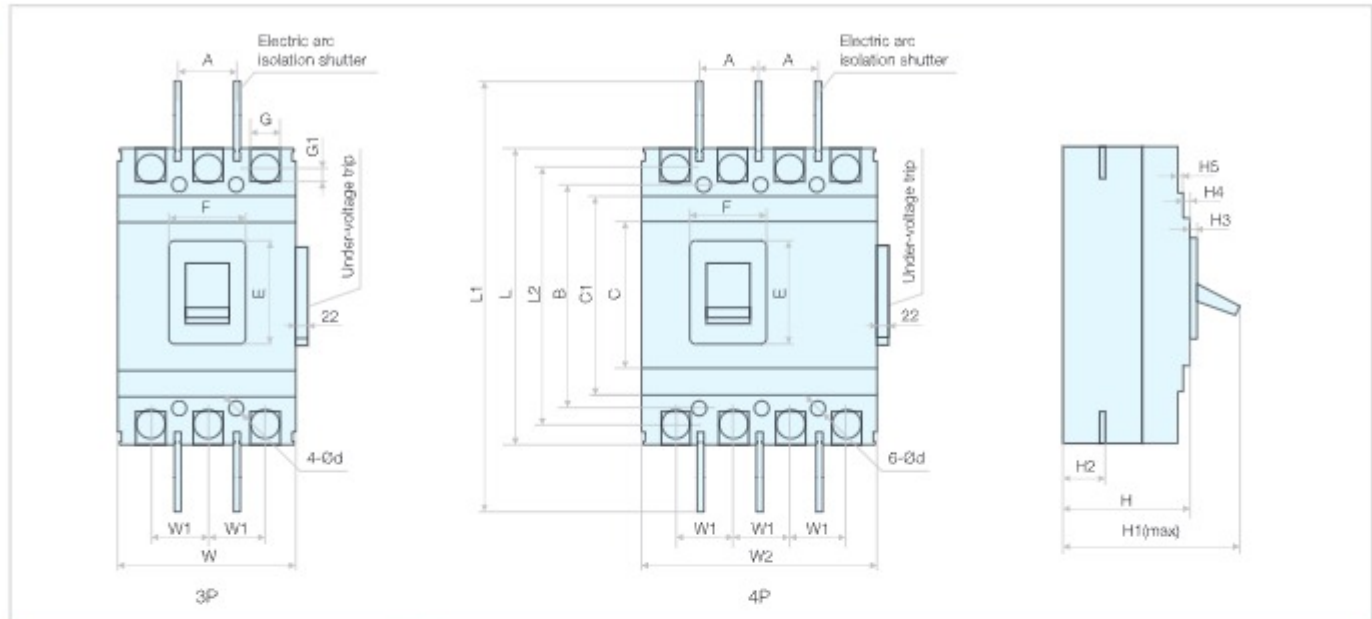 Electric arc
isolation shutter
A
G
G1
F
E
Under-voltage trip
22
4-Ød
W1
W1
W
3P
Electric arc
isolation shutter
A
A
F
E
Under-voltage trip
22
L1
L
L2
B
C1
C
6-Ød
W1
W1
W1
W2
4P
H5
H4
H3
H2
H
H1(max)